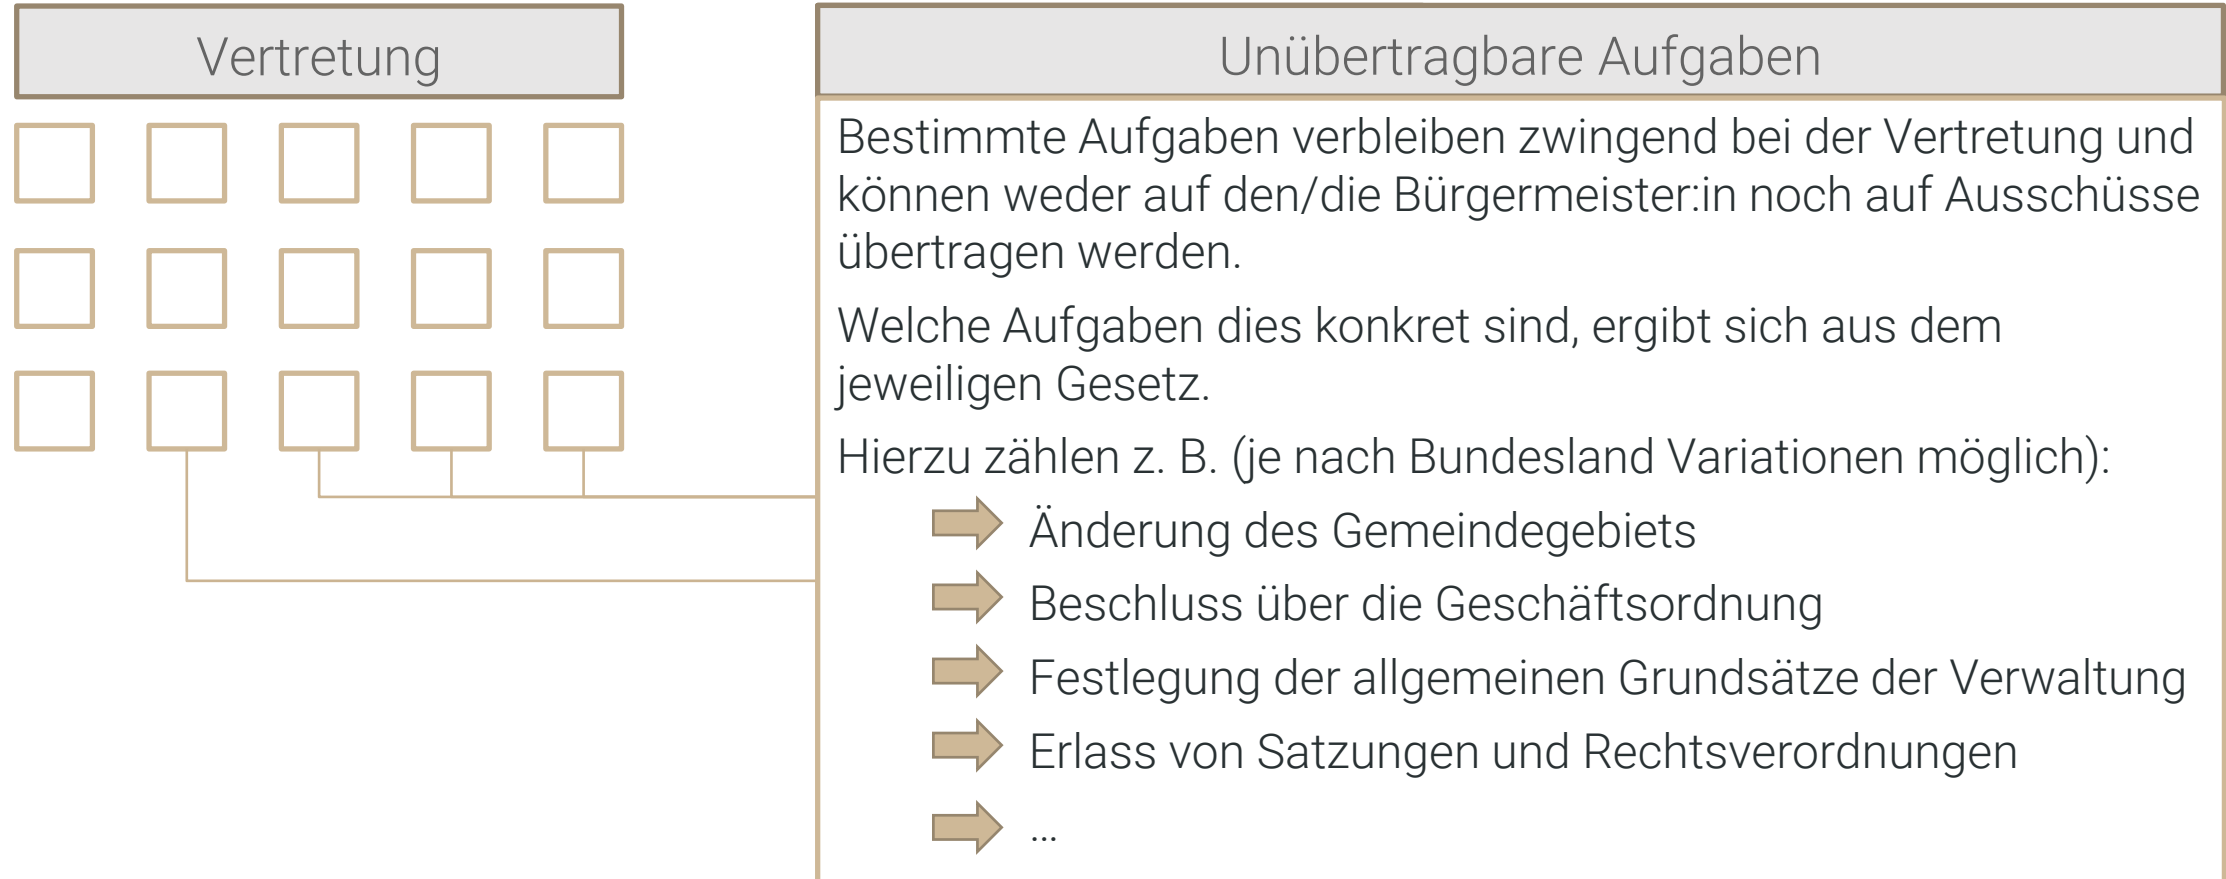 Vertretung
Unübertragbare Aufgaben
Bestimmte Aufgaben verbleiben zwingend bei der Vertretung und
können weder auf den/die Bürgermeister:in noch auf Ausschüsse
übertragen werden.
Welche Aufgaben dies konkret sind, ergibt sich aus dem
jeweiligen Gesetz.
Hierzu zählen z. B. (je nach Bundesland Variationen möglich):
Änderung des Gemeindegebiets
Beschluss über die Geschäftsordnung
Festlegung der allgemeinen Grundsätze der Verwaltung
Erlass von Satzungen und Rechtsverordnungen
...